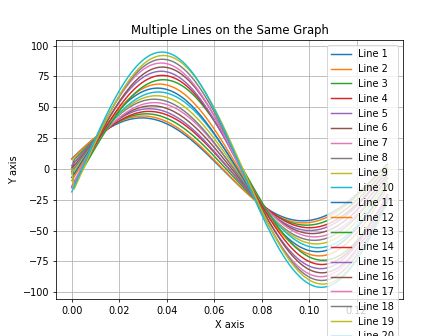 Multiple Lines on the Same Graph
100
75
50
25
0
−25
−50
−75
−100
Y axis
0.00
0.02
0.04
0.06
0.08
0.10
X axis
Line 1
Line 2
Line 3
Line 4
Line 5
Line 6
Line 7
Line 8
Line 9
Line 10
Line 11
Line 12
Line 13
Line 14
Line 15
Line 16
Line 17
Line 18
Line 19
Line 20